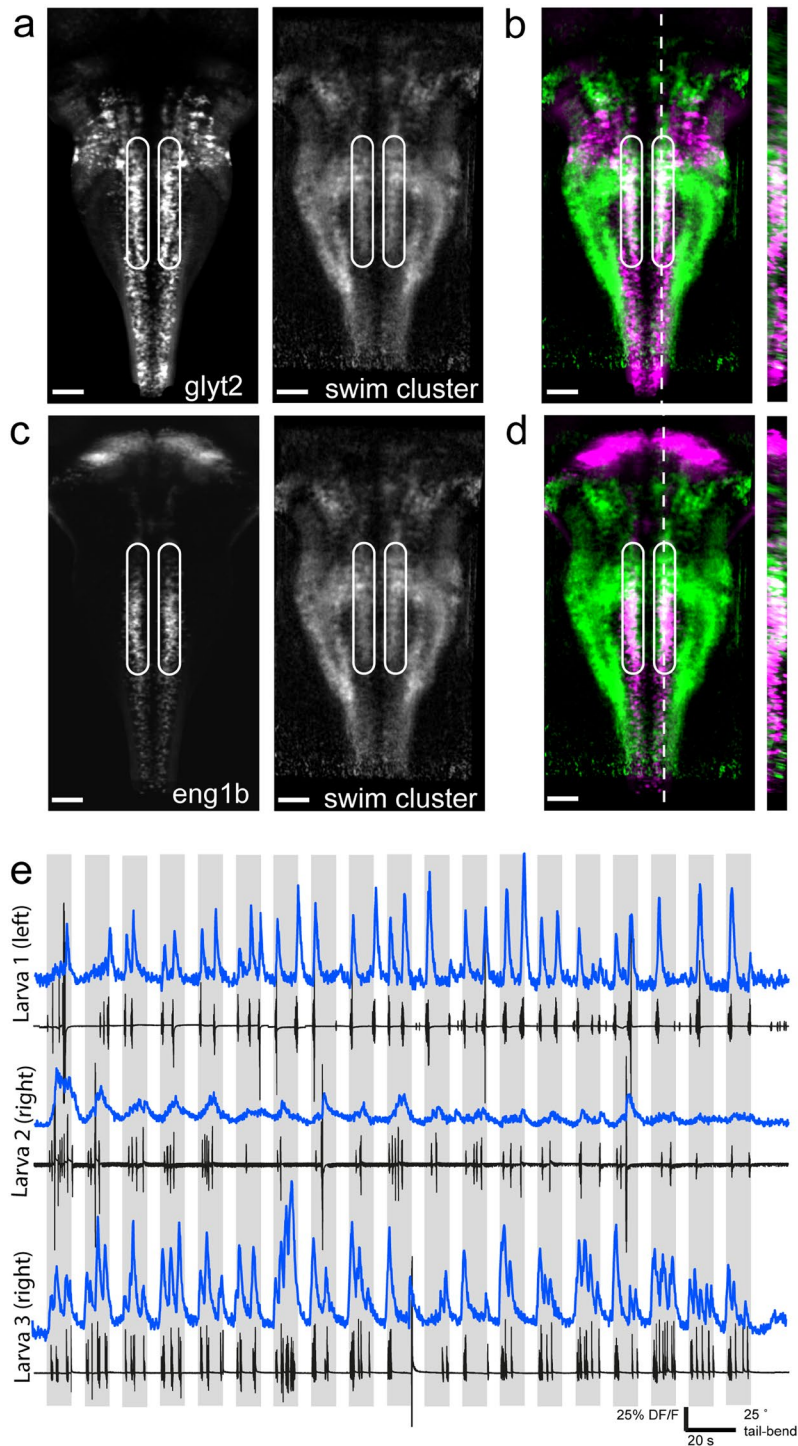 a
b
glyt2
swim cluster
c
d
eng1b
swim cluster
e
Larva 1 (left)
Larva 2 (right)
Larva 3 (right)
25% DF/F
25 °
tail-bend
20 s